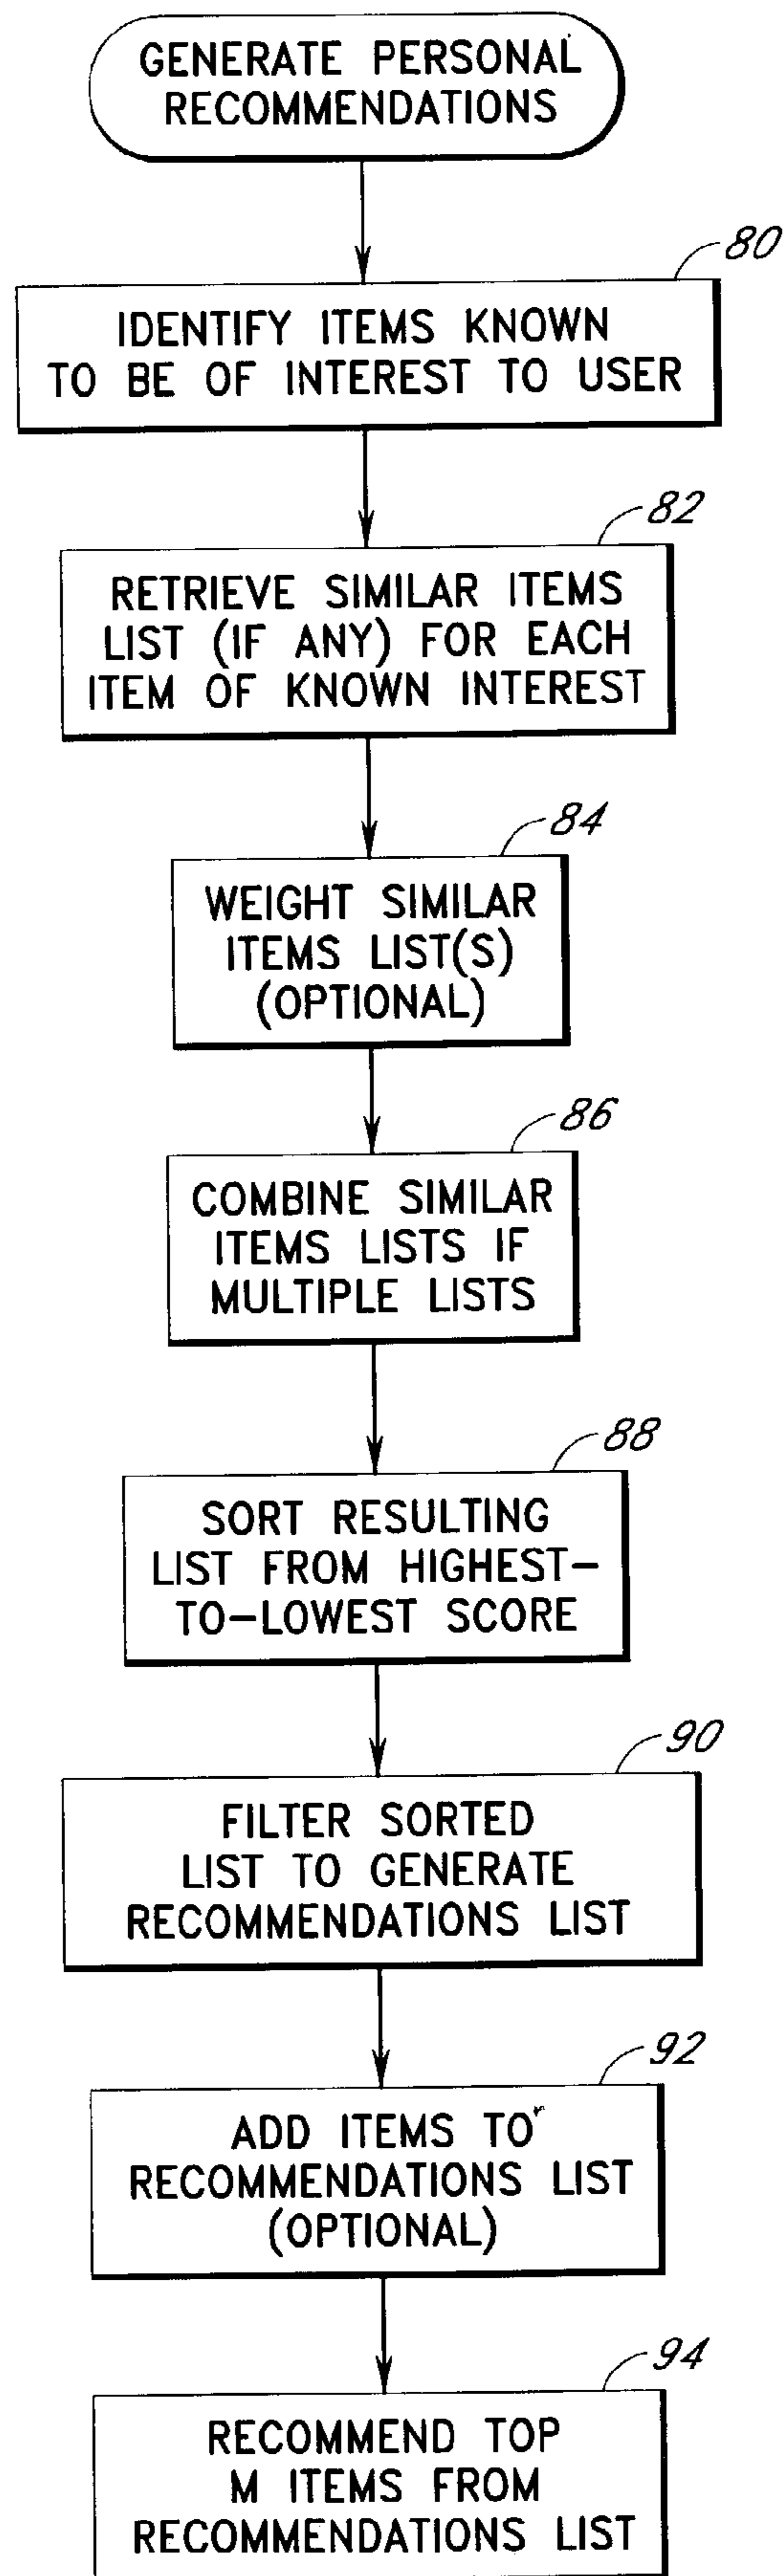 GENERATE PERSONAL
RECOMMENDATIONS
80
IDENTIFY ITEMS KNOWN
TO BE OF INTEREST TO USER
82
RETRIEVE SIMILAR ITEMS
LIST (IF ANY) FOR EACH
ITEM OF KNOWN INTEREST
84
WEIGHT SIMILAR
ITEMS LIST(S)
(OPTIONAL)
86
COMBINE SIMILAR
ITEMS LISTS IF
MULTIPLE LISTS
88
SORT RESULTING
LIST FROM HIGHEST-
TO-LOWEST SCORE
90
FILTER SORTED
LIST TO GENERATE
RECOMMENDATIONS LIST
92
ADD ITEMS TO
RECOMMENDATIONS LIST
(OPTIONAL)
94
RECOMMEND TOP
M ITEMS FROM
RECOMMENDATIONS LIST